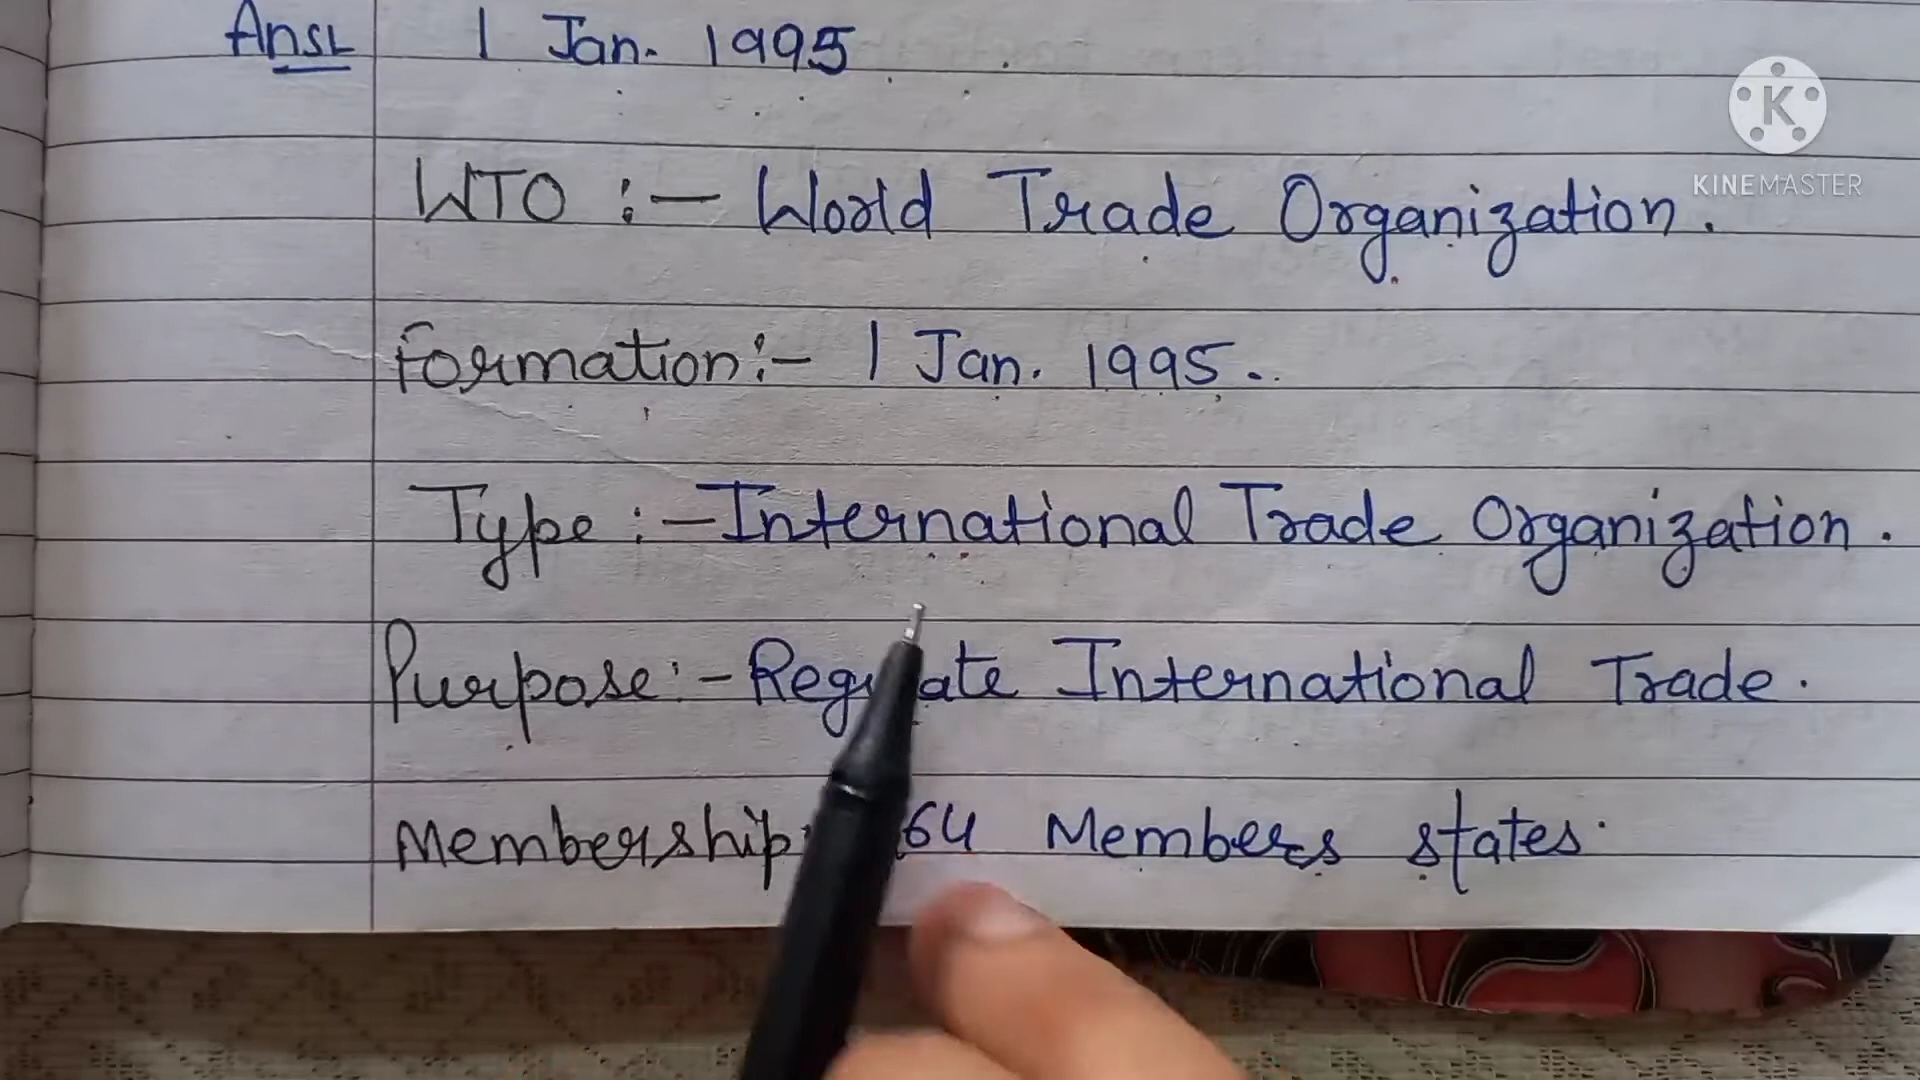 Ans 1 Jan. 1995
WTO :- World Trade Organization.
KINEMASTER
Formation:- 1 Jan. 1995.
Type :- International Trade Organization.
Purpose:- International Trade.
Membership Members states.